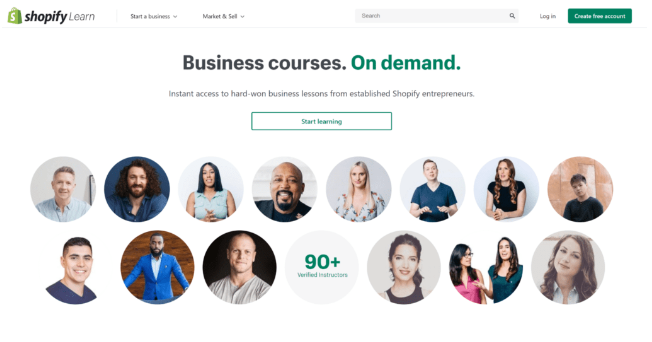 shopify Learn
Start a business
Market & Sell
Search
Log in
Create free account
Business courses. On demand.
Instant access to hard-won business lessons from established Shopify entrepreneurs.
Start learning
90+
Verified Instructors